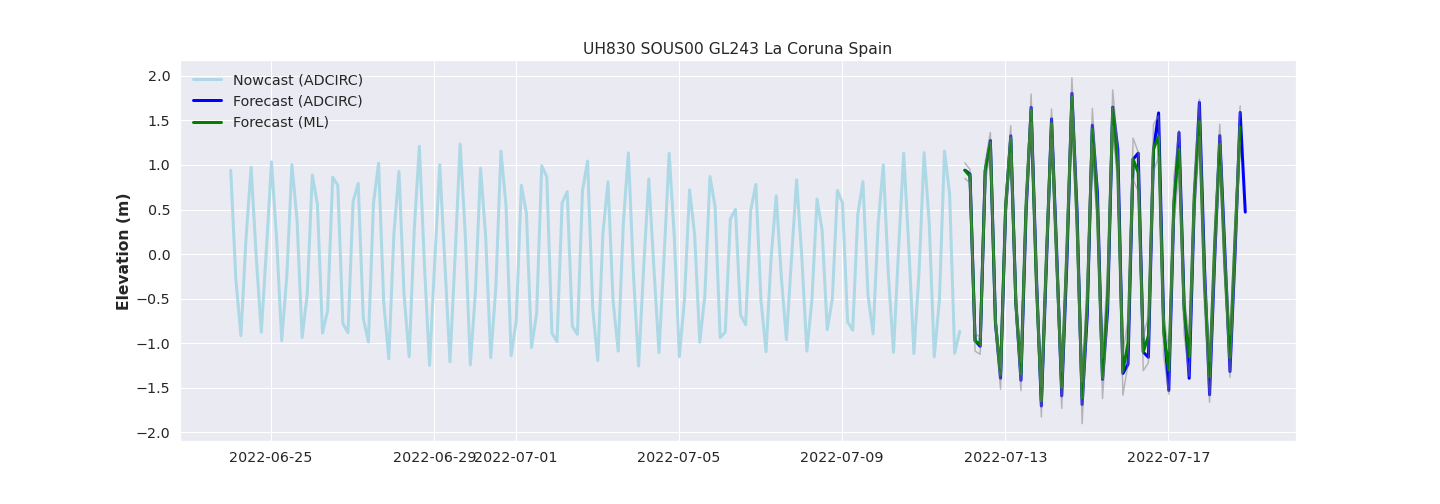 UH830 SOUS00 GL243 La Coruna Spain
Nowcast (ADCIRC)
Forecast (ADCIRC)
Forecast (ML)
Elevation (m)
2.0
1.5
1.0
0.5
0.0
−0.5
−1.0
−1.5
−2.0
2022-06-25 2022-06-29 2022-07-01 2022-07-05 2022-07-09 2022-07-13 2022-07-17